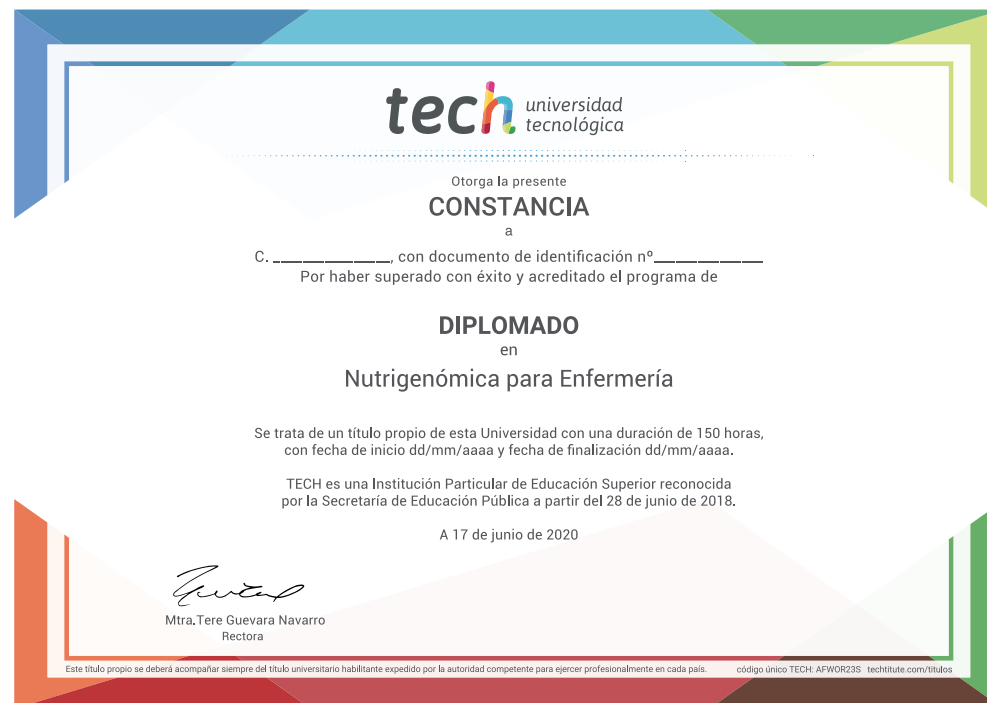 tech universidad
tecnológica
Otorga la presente
CONSTANCIA
a
C. ______________, con documento de identificación nº_____________
Por haber superado con éxito y acreditado el programa de
DIPLOMADO
en
Nutrigenómica para Enfermería
Se trata de un título propio de esta Universidad con una duración de 150 horas,
con fecha de inicio dd/mm/aaaa y fecha de finalización dd/mm/aaaa.
TECH es una Institución Particular de Educación Superior reconocida
por la Secretaría de Educación Pública a partir del 28 de junio de 2018.
A 17 de junio de 2020
Mtra.Tere Guevara Navarro
Rectora
Este título propio se deberá acompañar siempre del título universitario habilitante expedido por la autoridad competente para ejercer profesionalmente en cada país. código único TECH: AFWOR23S techtitute.com/titulos